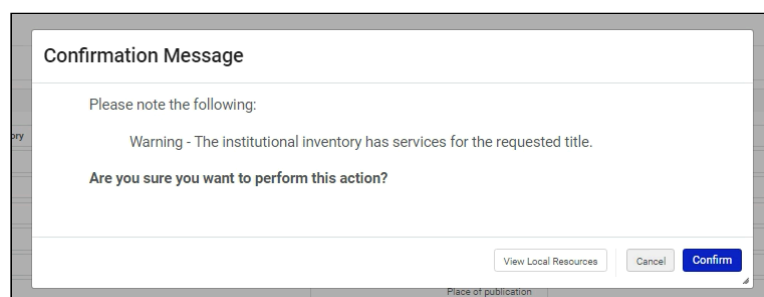 Confirmation Message
Please note the following:
ory
Warning - The institutional inventory has services for the requested title.
Are you sure you want to perform this action?
View Local Resources
Cancel
Confirm
Place of publication